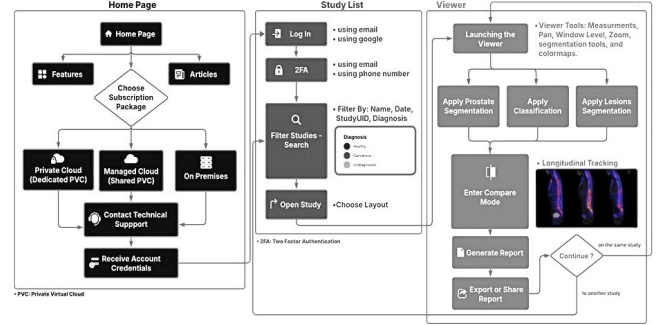 Home Page
Home Page
Features
Articles
Choose
Subscription
Package
Private Cloud
(Dedicated PVC)
Managed Cloud
(Shared PVC)
On Premises
Contact Technical
Suppport
Receive Account
Credentials
• PVC: Private Virtual Cloud
Study List
Log In
• using email
• using google
2FA
• using email
• using phone number
Filter Studies -
Search
• Filter By: Name, Date,
StudyUID, Diagnosis
Diagnosis
Healthy
Cancerous
Undiagnosed
Open Study
•Choose Layout
• 2FA: Two Factor Authentication
Viewer
Launching the
Viewer
• Viewer Tools: Measurments,
Pan, Window Level, Zoom,
segmentation tools, and
colormaps.
Apply Prostate
Segmentation
Apply
Classification
Apply Lesions
Segmentation
Enter Compare
Mode
• Longitudinal Tracking
Generate Report
Export or Share
Report
Continue ?
on the same study
to another study